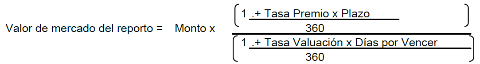 1 .+ Tasa Premio x Plazo
Valor de mercado del reporto = Monto x
360
1 .+ Tasa Valuación x Días por Vencer
360